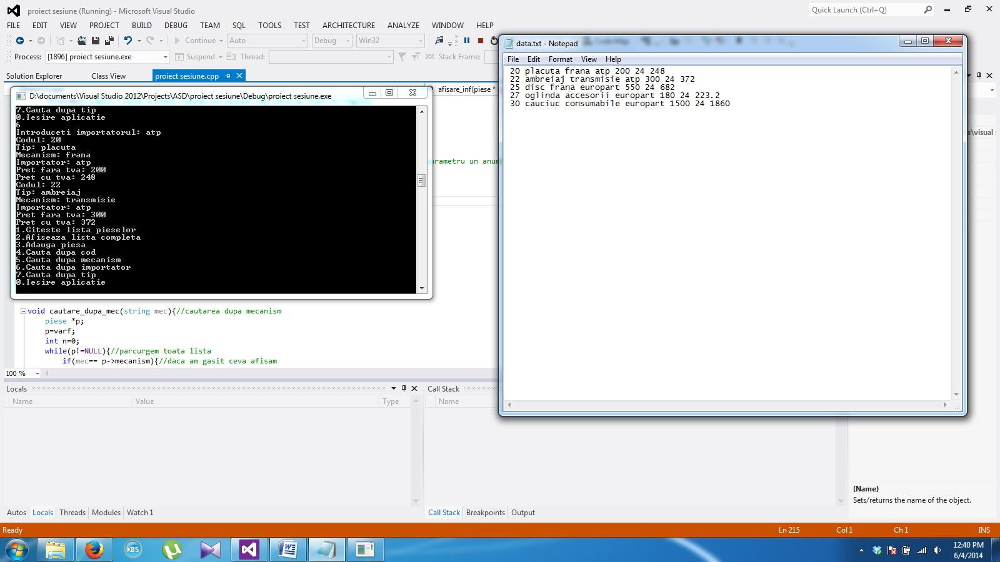 proiect sesiune (Running) - Microsoft Visual Studio
Quick Launch (Ctrl+Q)
FILE EDIT VIEW PROJECT BUILD DEBUG TEAM SQL TOOLS TEST ARCHITECTURE ANALYZE WINDOW HELP
Continue Auto Debug Win32
Process: [1896] proiect sesiune.exe Suspend Thread: Stack Frame:
Solution Explorer Class View proiect sesiune.cpp
afisare_inf(piese *
D:\documents\Visual Studio 2012\Projects\ASD\proiect sesiune\Debug\proiect sesiune.exe
7.Cauta dupa tip
0.Iesire aplicatie
6
Introduceti importatorul: atp
Codul: 20
Tip: placuta
Mecanism: frana
Importator: atp
Pret fara tva: 200
Pret cu tva: 248
Codul: 22
Tip: ambreiaj
Mecanism: transmisie
Importator: atp
Pret fara tva: 300
Pret cu tva: 372
1.Citeste lista pieselor
2.Afiseaza lista completa
3.Adauga piesa
4.Cauta dupa cod
5.Cauta dupa mecanism
6.Cauta dupa importator
7.Cauta dupa tip
0.Iesire aplicatie
arametru un anum
void cautare_dupa_mec(string mec){//cautarea dupa mecanism
piese *p;
p=varf;
int n=0;
while(p!=NULL){//parcurgem toata lista
if(mec== p->mecanism){//daca am gasit ceva afisam
100 %
data.txt - Notepad
File Edit Format View Help
20 placuta frana atp 200 24 248
22 ambreiaj transmisie atp 300 24 372
25 disc frana europart 550 24 682
27 oglinda accesorii europart 180 24 223.2
30 cauciuc consumabile europart 1500 24 1860
s\visual
Locals
Name Value Type
Call Stack
Name
Autos Locals Threads Modules Watch 1
Call Stack Breakpoints Output
(Name)
Sets/returns the name of the object.
Ready Ln 215 Col 1 Ch 1 INS
BS
12:40 PM
6/4/2014